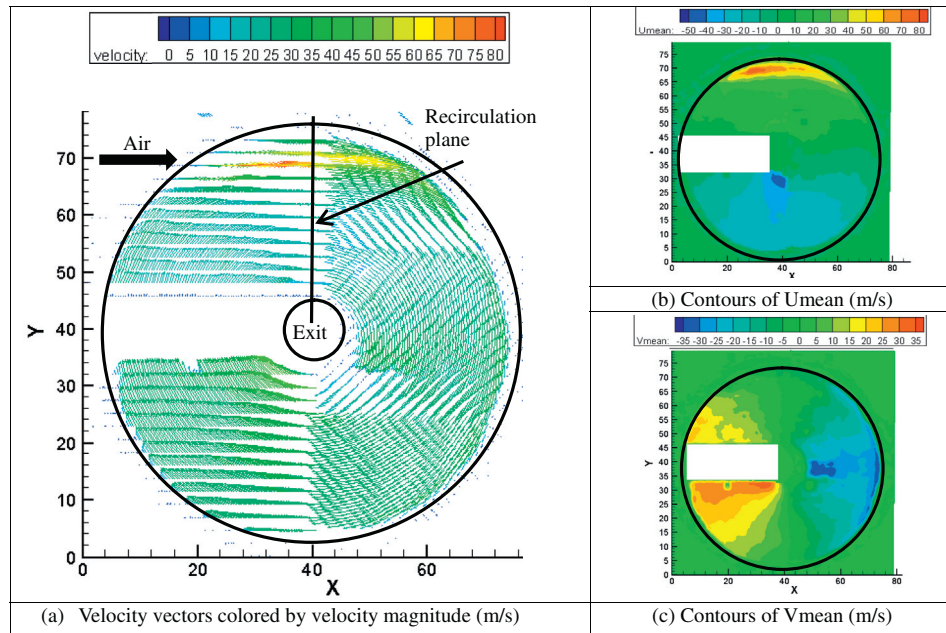 velocity: 0 5 10 15 20 25 30 35 40 45 50 55 60 65 70 75 80
Air
Recirculation
plane
Exit
Y
70
60
50
40
30
20
10
0
0 20 40 60
X
(a) Velocity vectors colored by velocity magnitude (m/s)
Umean: -50 -40 -30 -20 -10 0 10 20 30 40 50 60 70 80
80
75
70
65
60
55
50
45
40
35
30
25
20
15
10
5
0
0 20 40 60 80
X
(b) Contours of Umean (m/s)
Vmean: -35 -30 -25 -20 -15 -10 -5 0 5 10 15 20 25 30 35
Y
75
70
65
60
55
50
45
40
35
30
25
20
15
10
5
0
0 20 40 60 80
X
(c) Contours of Vmean (m/s)